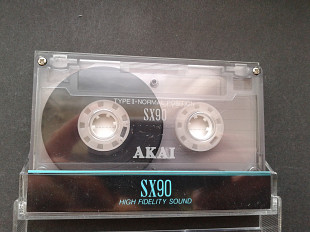 TYPE I-NORMAL
SX90
AKAI
SX90
HIGH FIDELITY SOUND